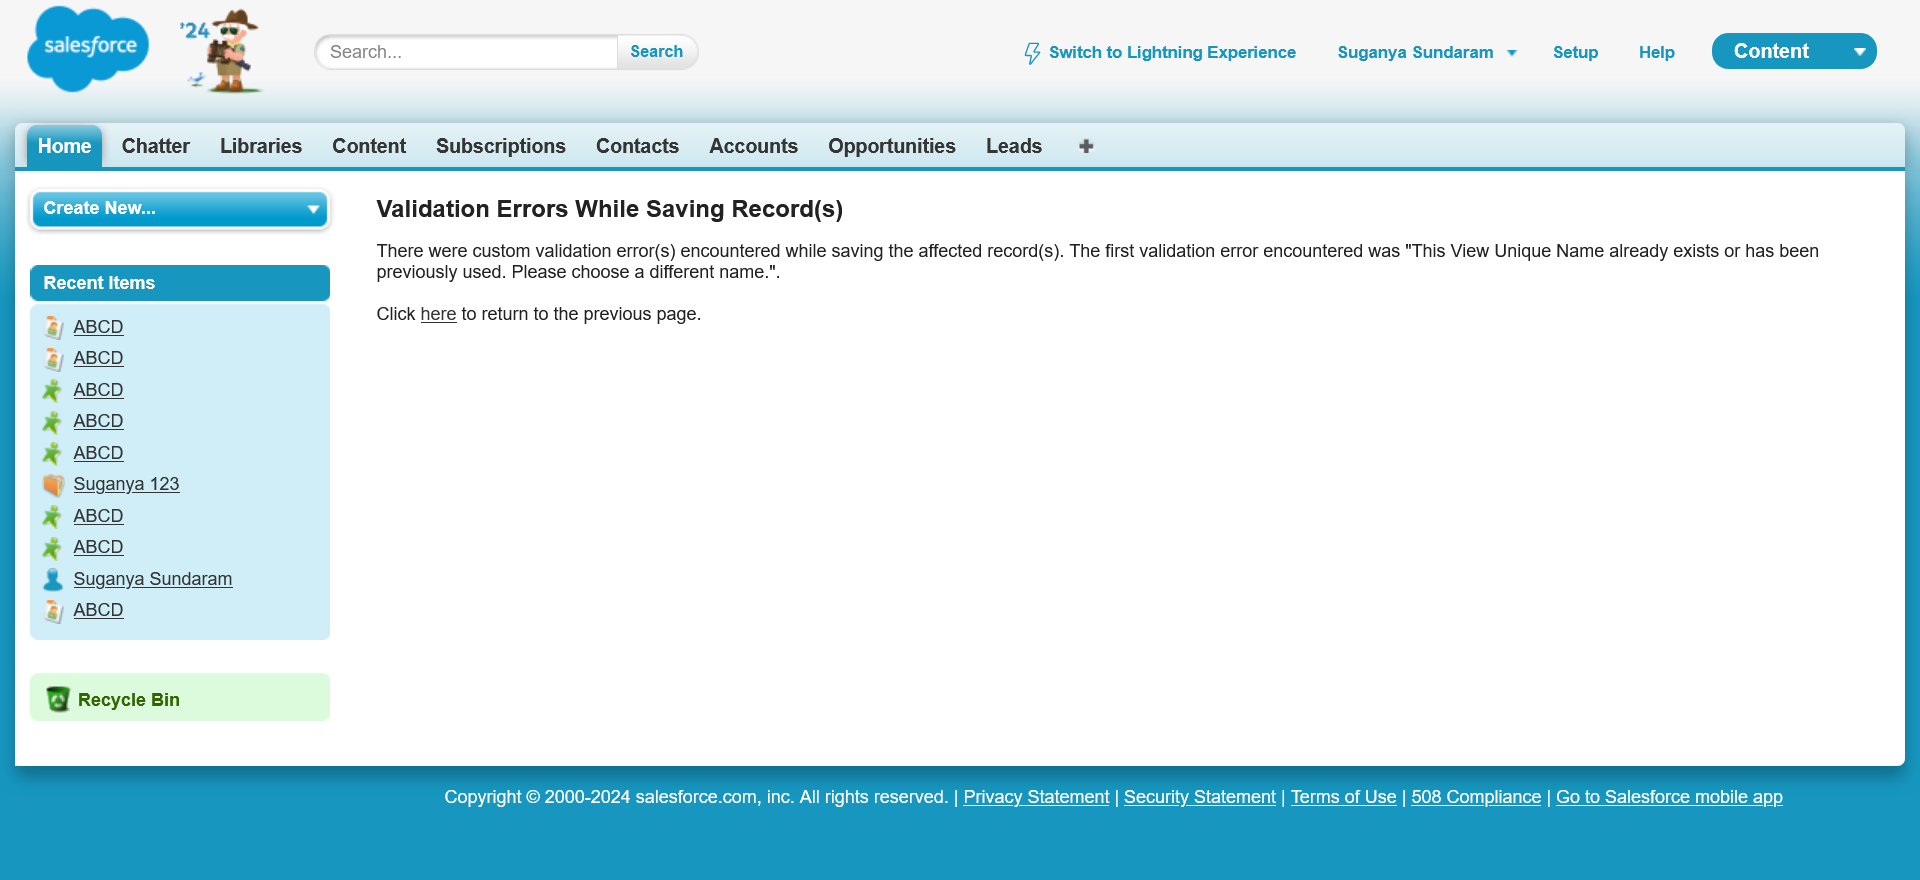 salesforce
'24
Search...
Search
Switch to Lightning Experience
Suganya Sundaram
Setup
Help
Content
Home
Chatter
Libraries
Content
Subscriptions
Contacts
Accounts
Opportunities
Leads
Create New...
Recent Items
ABCD
ABCD
ABCD
ABCD
ABCD
Suganya 123
ABCD
ABCD
Suganya Sundaram
ABCD
Recycle Bin
Validation Errors While Saving Record(s)
There were custom validation error(s) encountered while saving the affected record(s). The first validation error encountered was "This View Unique Name already exists or has been
previously used. Please choose a different name.".
Click here to return to the previous page.
Copyright © 2000-2024 salesforce.com, inc. All rights reserved. | Privacy Statement | Security Statement | Terms of Use | 508 Compliance | Go to Salesforce mobile app